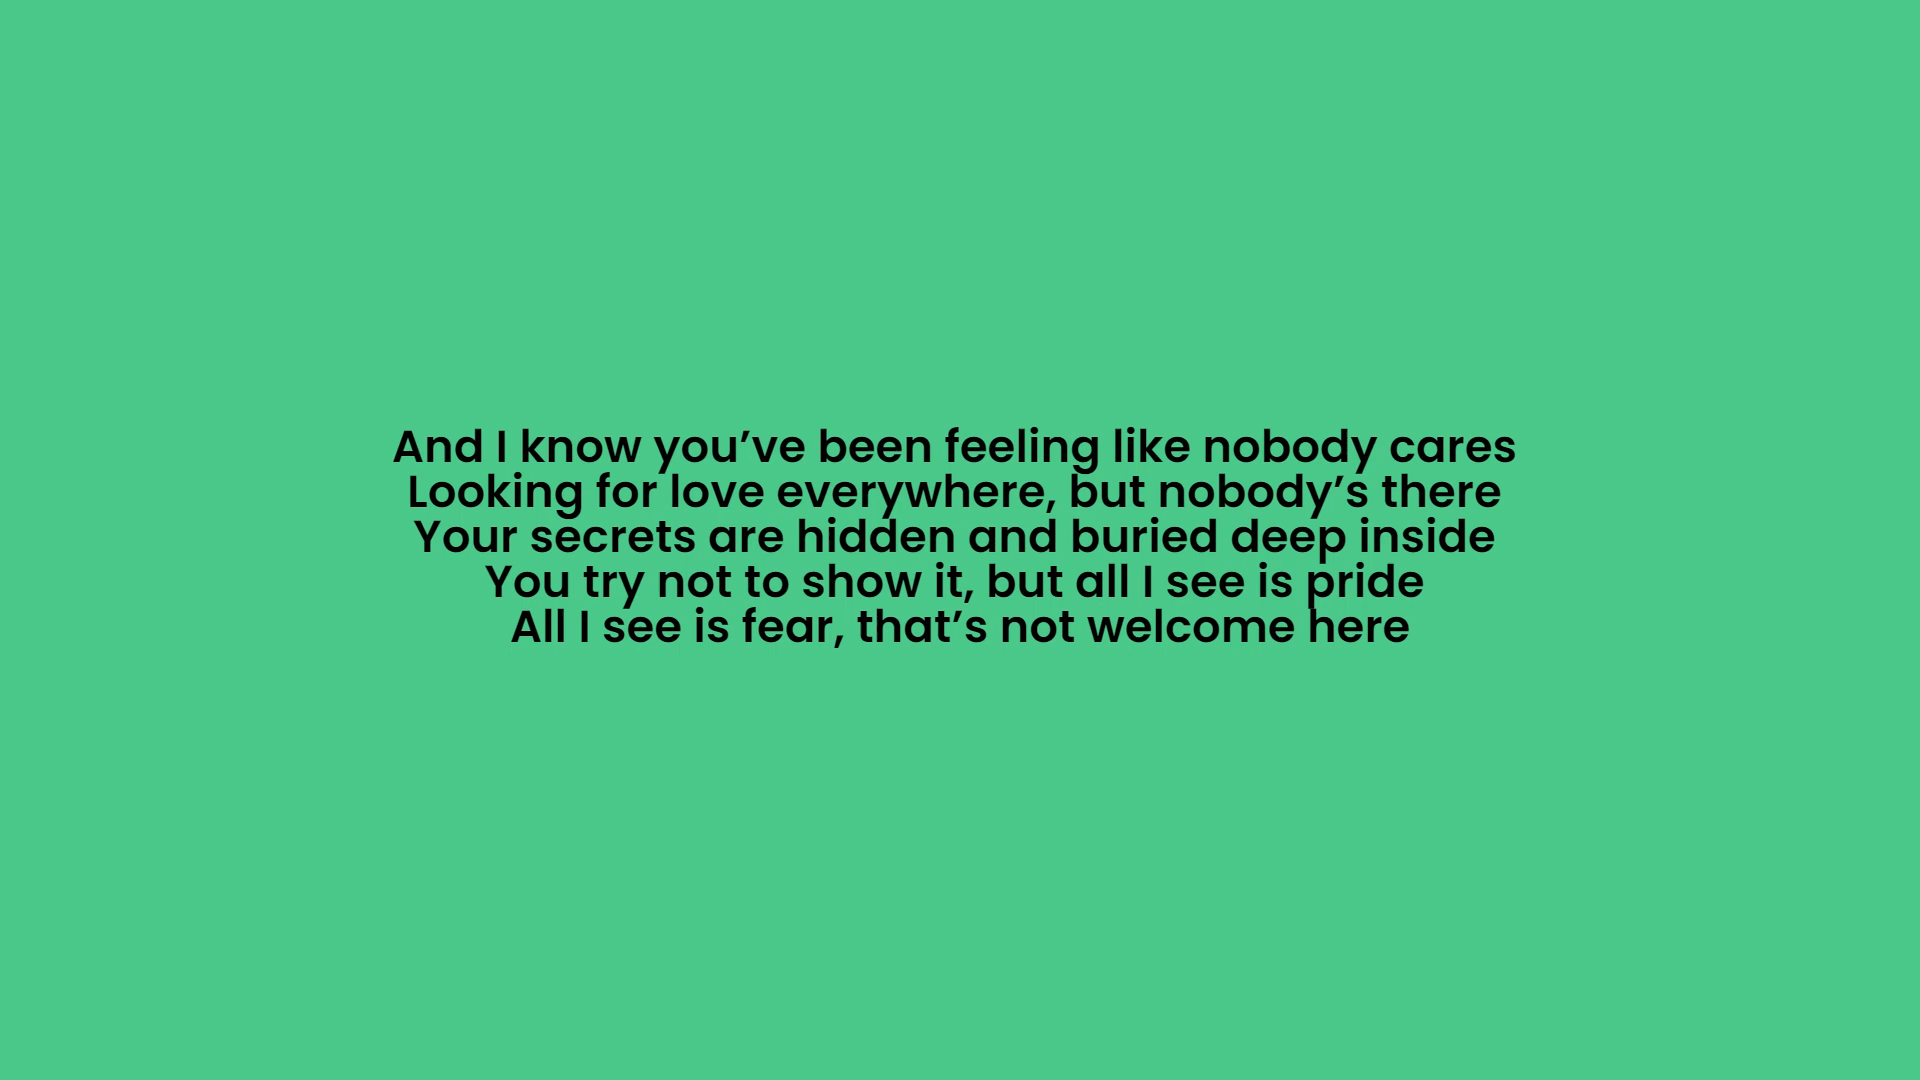 And I know you’ve been feeling like nobody cares
Looking for love everywhere, but nobody’s there
Your secrets are hidden and buried deep inside
You try not to show it, but all I see is pride
All I see is fear, that’s not welcome here